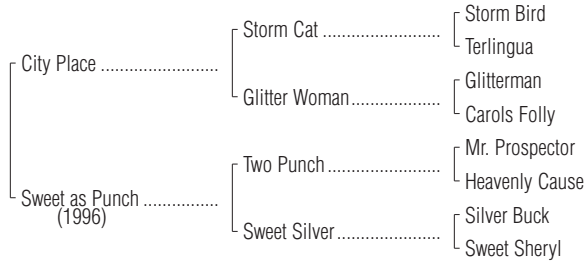 Storm Bird
Storm Cat ............................
Terlingua
City Place ............................
Glitterman
Glitter Woman.....................
Carols Folly
Mr. Prospector
Two Punch ..........................
Heavenly Cause
Sweet as Punch ..................
(1996)
Silver Buck
Sweet Silver........................
Sweet Sheryl